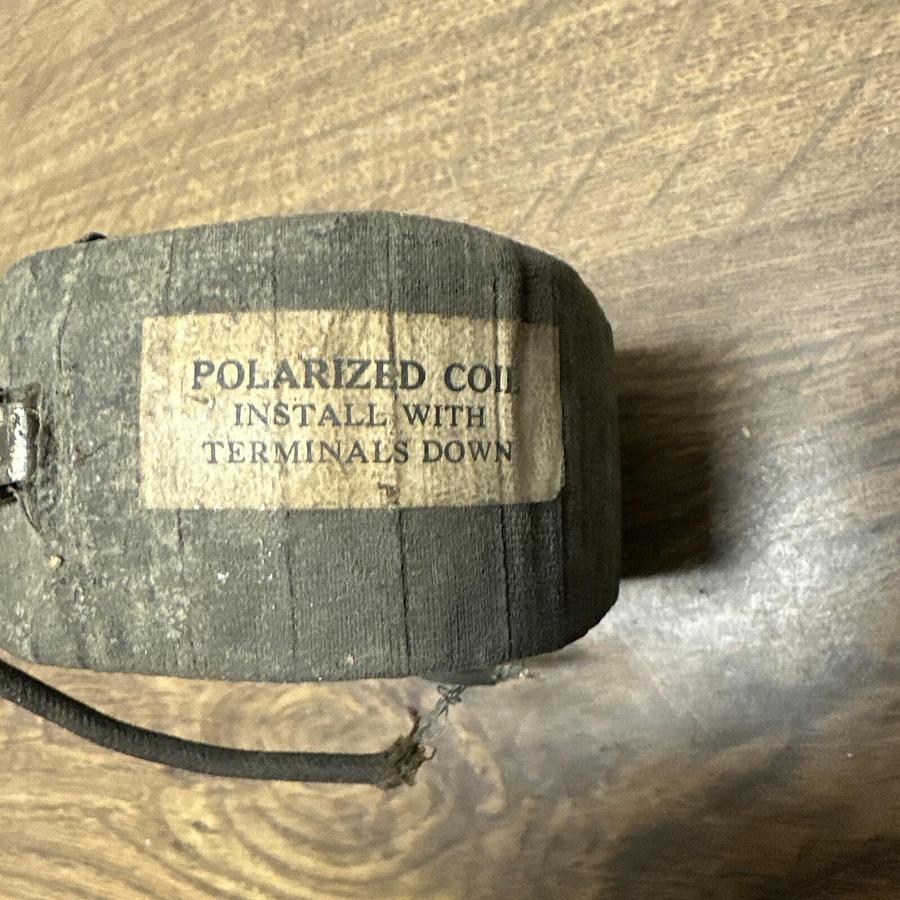 POLARIZED COIL
INSTALL WITH
TERMINALS DOWN